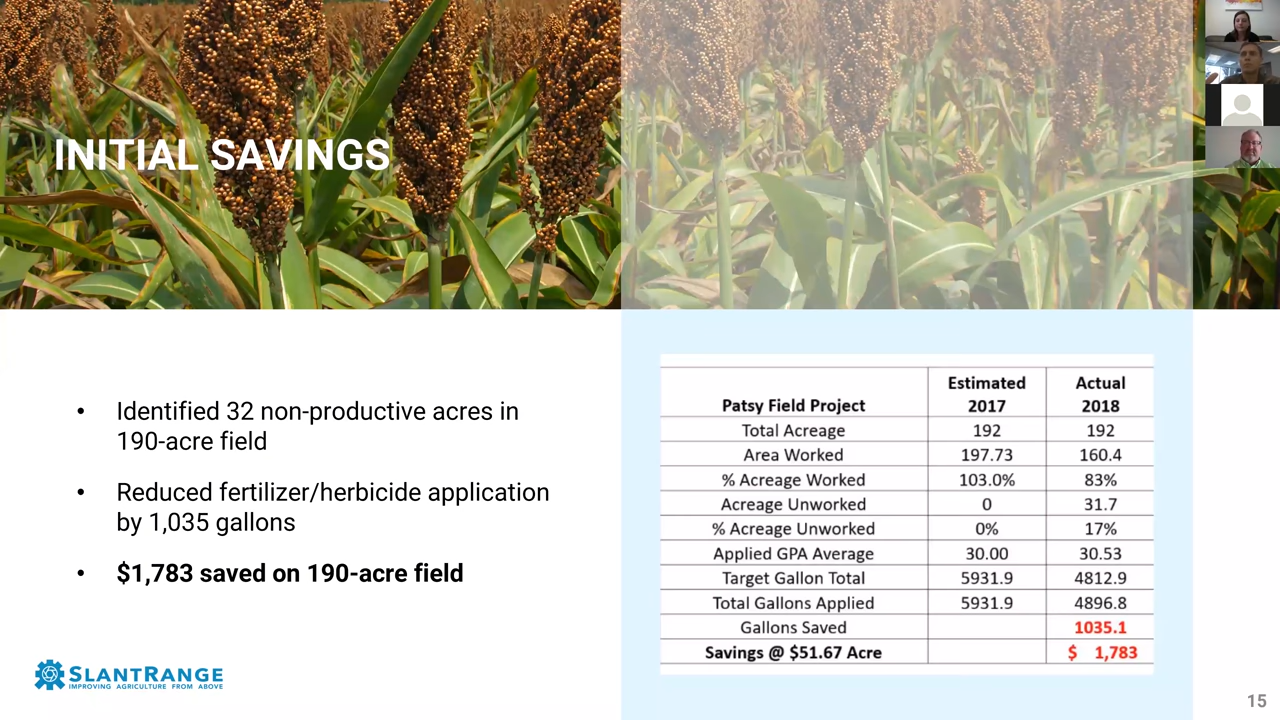 INITIAL SAVINGS
• Identified 32 non-productive acres in
190-acre field
• Reduced fertilizer/herbicide application
by 1,035 gallons
• $1,783 saved on 190-acre field
Patsy Field Project Estimated 2017 Actual 2018
Total Acreage 192 192
Area Worked 197.73 160.4
% Acreage Worked 103.0% 83%
Acreage Unworked 0 31.7
% Acreage Unworked 0% 17%
Applied GPA Average 30.00 30.53
Target Gallon Total 5931.9 4812.9
Total Gallons Applied 5931.9 4896.8
Gallons Saved 1035.1
Savings @ $51.67 Acre $ 1,783
SLANTRANGE
IMPROVING AGRICULTURE FROM ABOVE
15